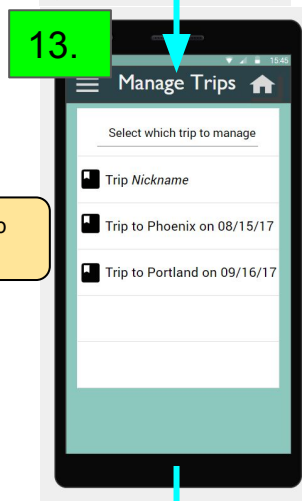 13.
15:45
Manage Trips
Select which trip to manage
Trip Nickname
Trip to Phoenix on 08/15/17
Trip to Portland on 09/16/17